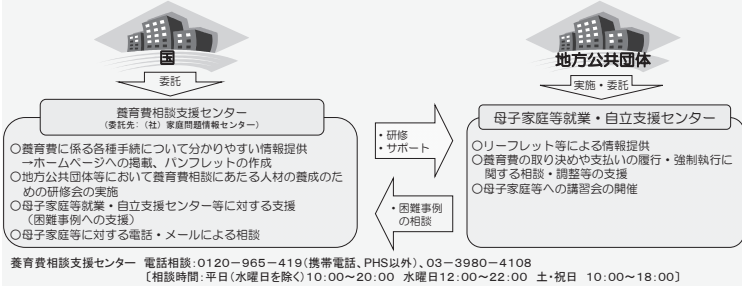 国
地方公共団体
委託
実施・委託
養育費相談支援センター
（委託先：（社）家庭問題情報センター）
○養育費に係る各種手続について分かりやすい情報提供
→ホームページへの掲載、パンフレットの作成
○地方公共団体等において養育費相談にあたる人材の養成のた
めの研修会の実施
○母子家庭等就業・自立支援センター等に対する支援
（困難事例への支援）
○母子家庭等に対する電話・メールによる相談
・研修
・サポート
・困難事例
の相談
母子家庭等就業・自立支援センター
○リーフレット等による情報提供
○養育費の取り決めや支払いの履行・強制執行に
関する相談・調整等の支援
○母子家庭等への講習会の開催
養育費相談支援センター 電話相談：0120－965－419（携帯電話、PHS以外）、03－3980－4108
〔相談時間：平日（水曜日を除く）10：00～20：00 水曜日12：00～22：00 土・祝日 10：00～18：00〕